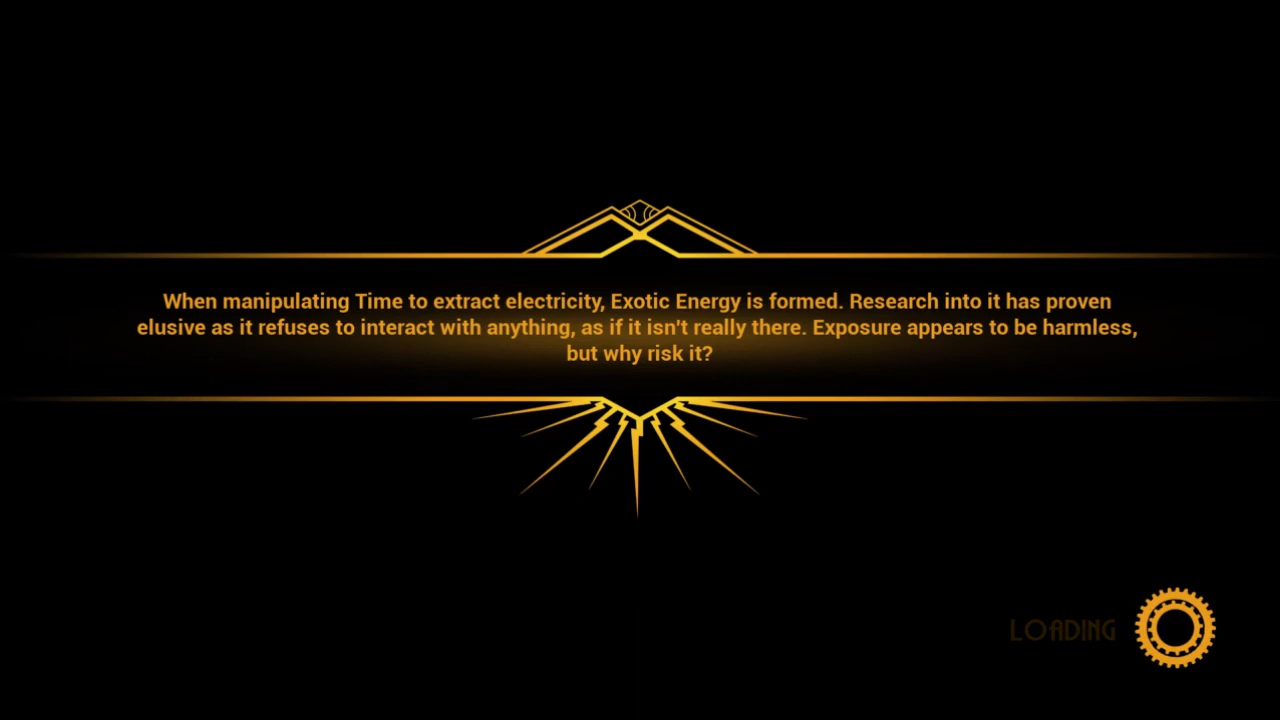 When manipulating Time to extract electricity, Exotic Energy is formed. Research into it has proven
elusive as it refuses to interact with anything, as if it isn't really there. Exposure appears to be harmless,
but why risk it?
LOADING